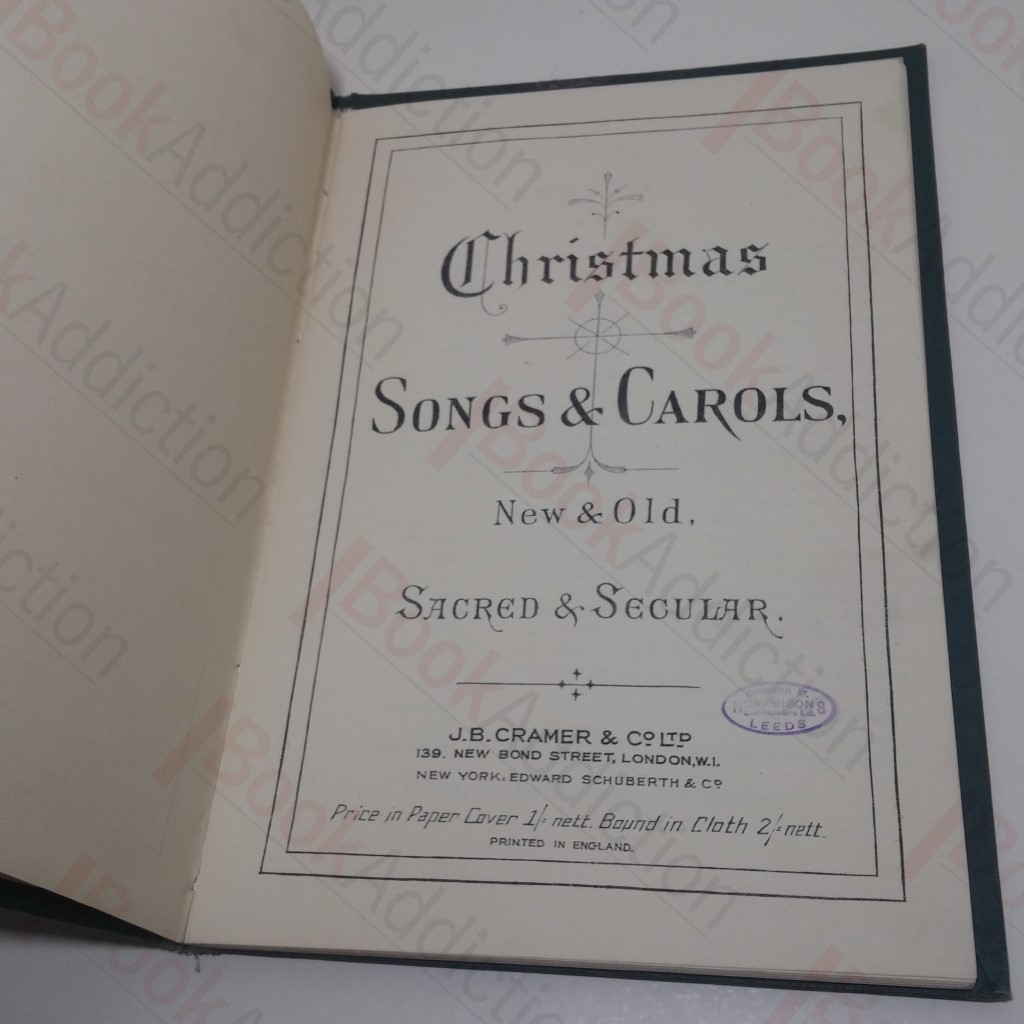 Christmas
SONGS & CAROLS,
New & Old,
SACRED & SECULAR.
J.B. CRAMER & CO LTD
139, NEW BOND STREET, LONDON, W.1.
NEW YORK: EDWARD SCHUBERTH & CO
Price in Paper Cover 1/= nett. Bound in Cloth 2/= nett.
PRINTED IN ENGLAND.
LEEDS
BookAddiction